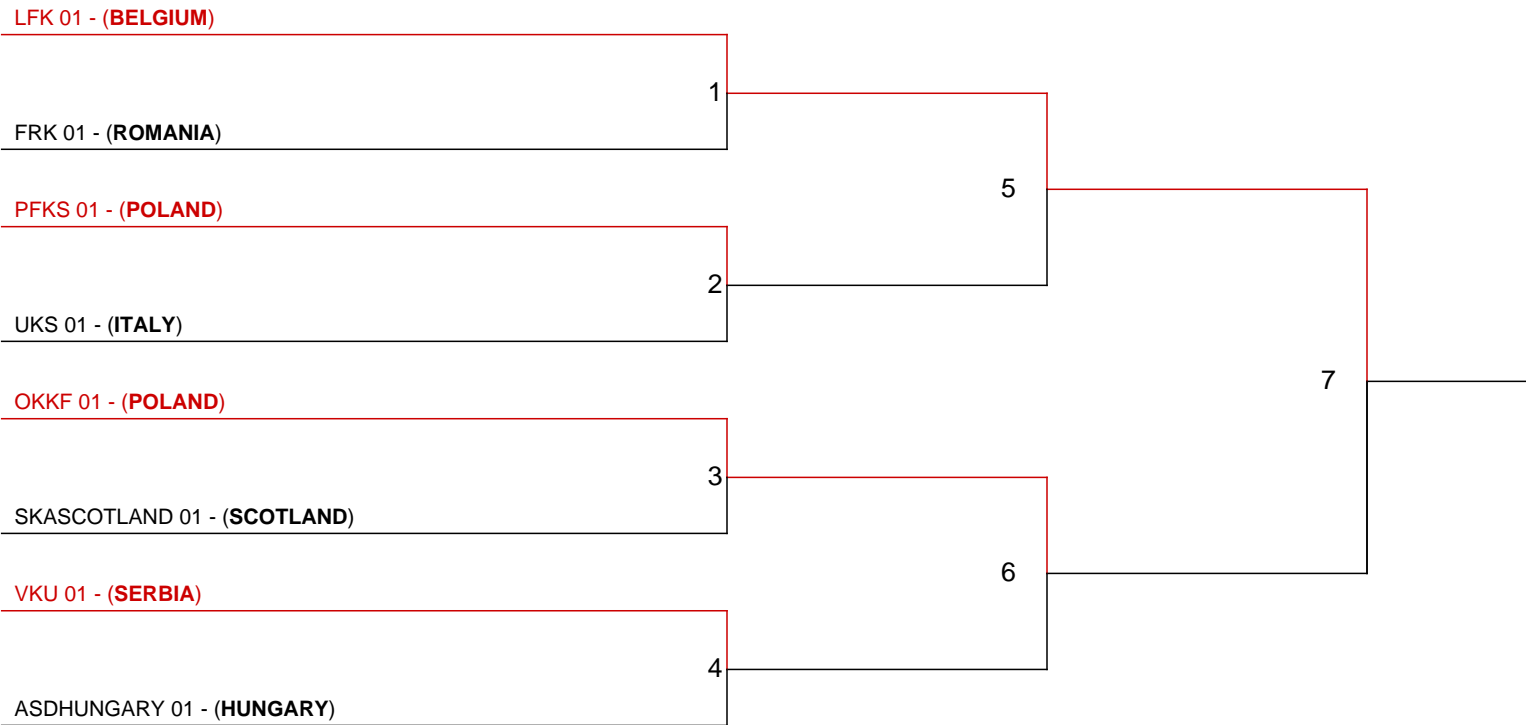 LFK 01 - (BELGIUM)
1
FRK 01 - (ROMANIA)
5
PFKS 01 - (POLAND)
2
UKS 01 - (ITALY)
7
OKKF 01 - (POLAND)
3
SKASCOTLAND 01 - (SCOTLAND)
6
VKU 01 - (SERBIA)
4
ASDHUNGARY 01 - (HUNGARY)